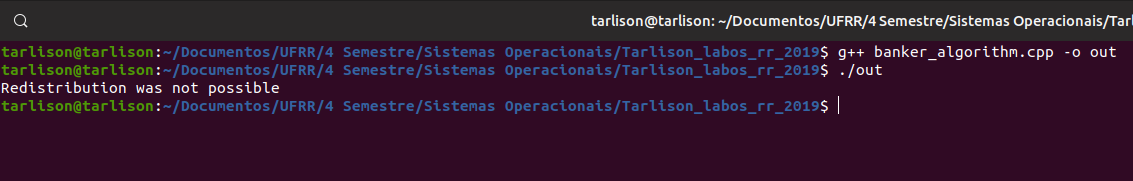 tarlison@tarlison: ~/Documentos/UFRR/4 Semestre/Sistemas Operacionais/Tarl
tarlison@tarlison:~/Documentos/UFRR/4 Semestre/Sistemas Operacionais/Tarlison_labos_rr_2019$ g++ banker_algorithm.cpp -o out
tarlison@tarlison:~/Documentos/UFRR/4 Semestre/Sistemas Operacionais/Tarlison_labos_rr_2019$ ./out
Redistribution was not possible
tarlison@tarlison:~/Documentos/UFRR/4 Semestre/Sistemas Operacionais/Tarlison_labos_rr_2019$